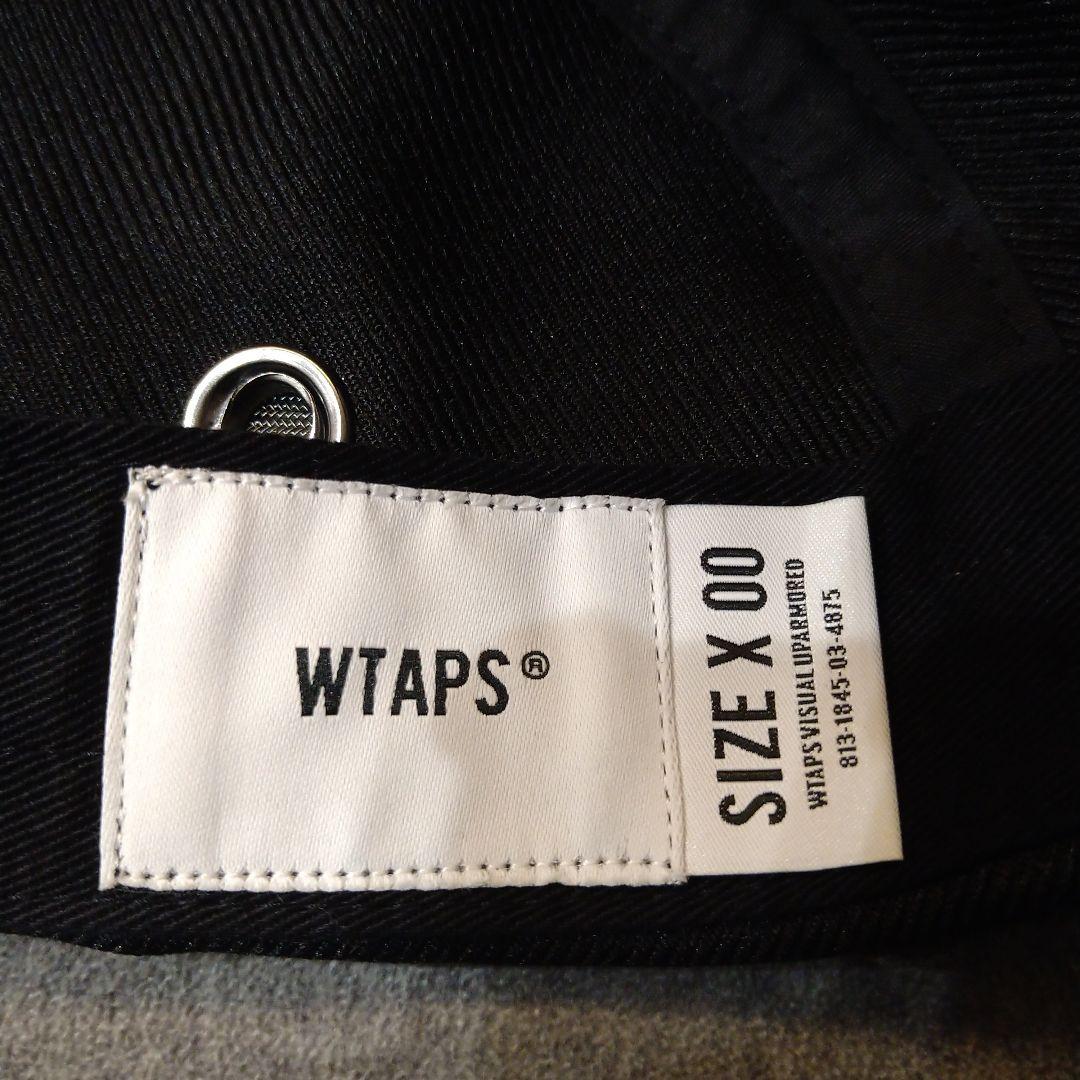 WTAPS®
SIZE X 00
WTAPS VISUAL UPARMORED
813-1845-03-4875